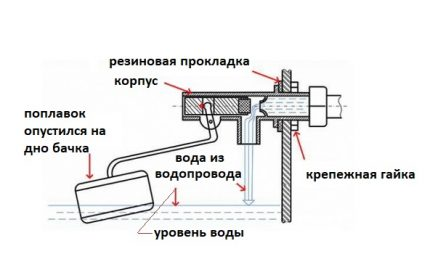 резиновая прокладка
корпус
поплавок
опустился на
дно бачка
вода из
водопровода
крепежная гайка
уровень воды